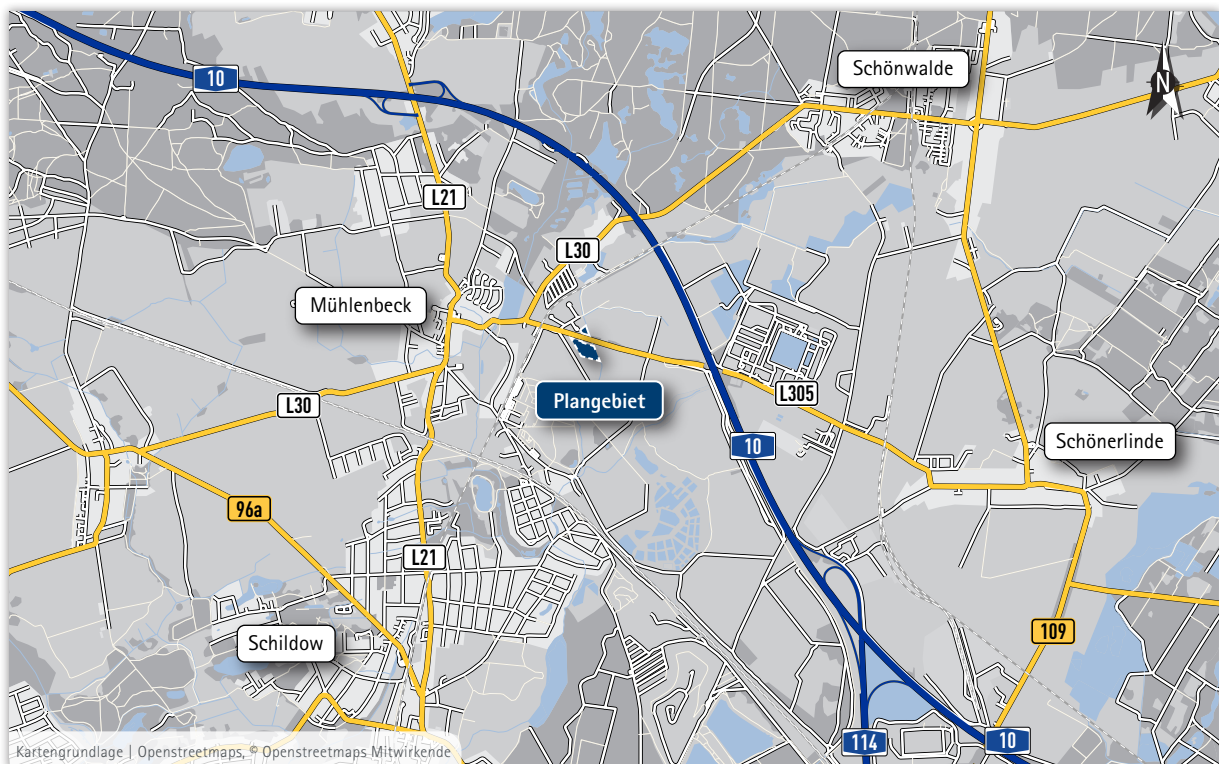 10
Schönwalde
N
L21
L30
Mühlenbeck
Plangebiet
L305
L30
10
Schönerlinde
96a
L21
Schildow
109
114
10
Kartengrundlage | Openstreetmaps, © Openstreetmaps Mitwirkende